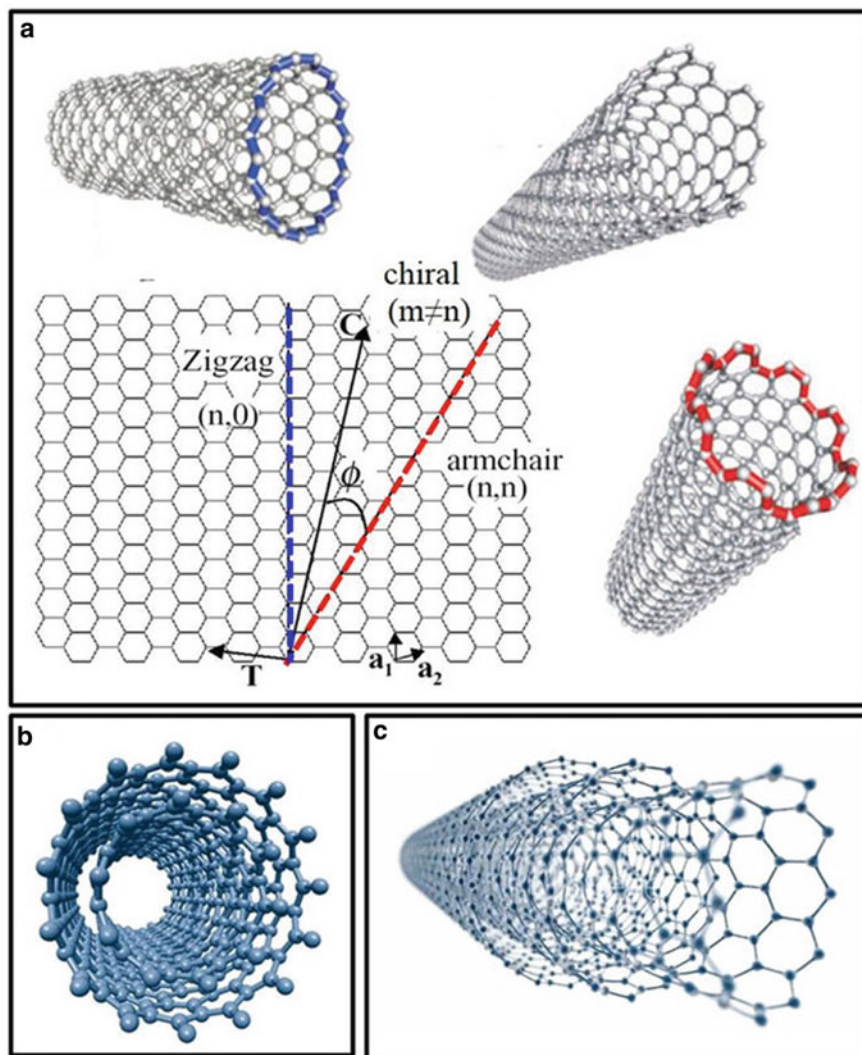 a
chiral
(m≠n)
C
Zigzag
(n,0)
ϕ
armchair
(n,n)
T
a₁
a₂
b
c